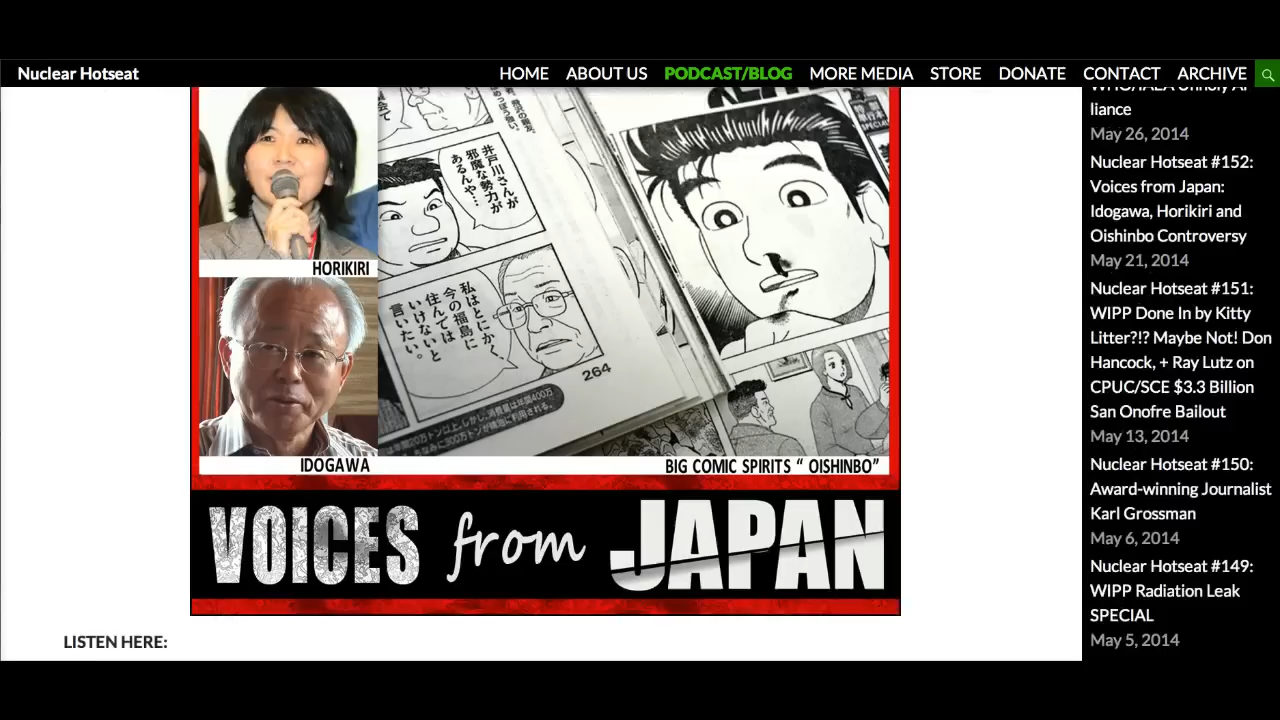 Nuclear Hotseat
HOME ABOUT US PODCAST/BLOG MORE MEDIA STORE DONATE CONTACT ARCHIVE
HORIKIRI
IDOGAWA
井戸川さんが
邪魔な勢力が
あるんや…
私はとにかく、
今の福島に
住んでは
いけないと
言いたい。
264
BIG COMIC SPIRITS “ OISHINBO”
VOICES from JAPAN
LISTEN HERE:
liance
May 26, 2014
Nuclear Hotseat #152:
Voices from Japan:
Idogawa, Horikiri and
Oishinbo Controversy
May 21, 2014
Nuclear Hotseat #151:
WIPP Done In by Kitty
Litter?!? Maybe Not! Don
Hancock, + Ray Lutz on
CPUC/SCE $3.3 Billion
San Onofre Bailout
May 13, 2014
Nuclear Hotseat #150:
Award-winning Journalist
Karl Grossman
May 6, 2014
Nuclear Hotseat #149:
WIPP Radiation Leak
SPECIAL
May 5, 2014